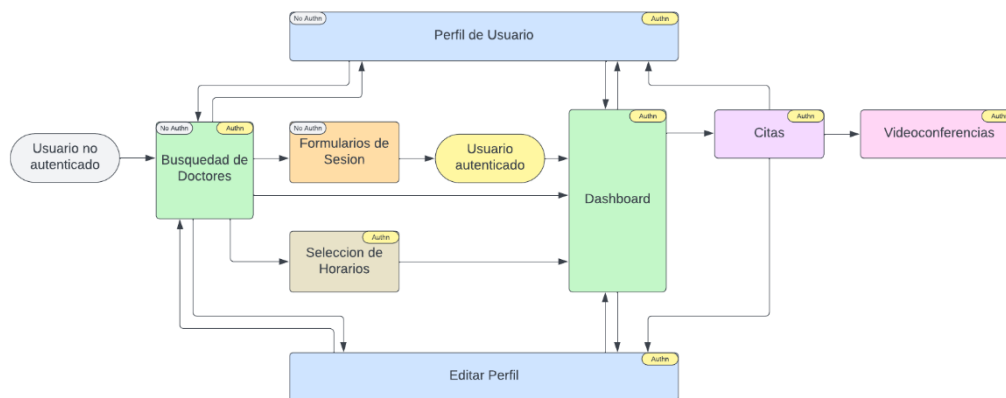 No Authn
Authn
Perfil de Usuario
No Authn
Authn
Busquedad de
Doctores
No Authn
Formularios de
Sesion
Usuario no
autenticado
Usuario
autenticado
Authn
Dashboard
Authn
Citas
Authn
Videoconferencias
Authn
Seleccion de
Horarios
Authn
Editar Perfil